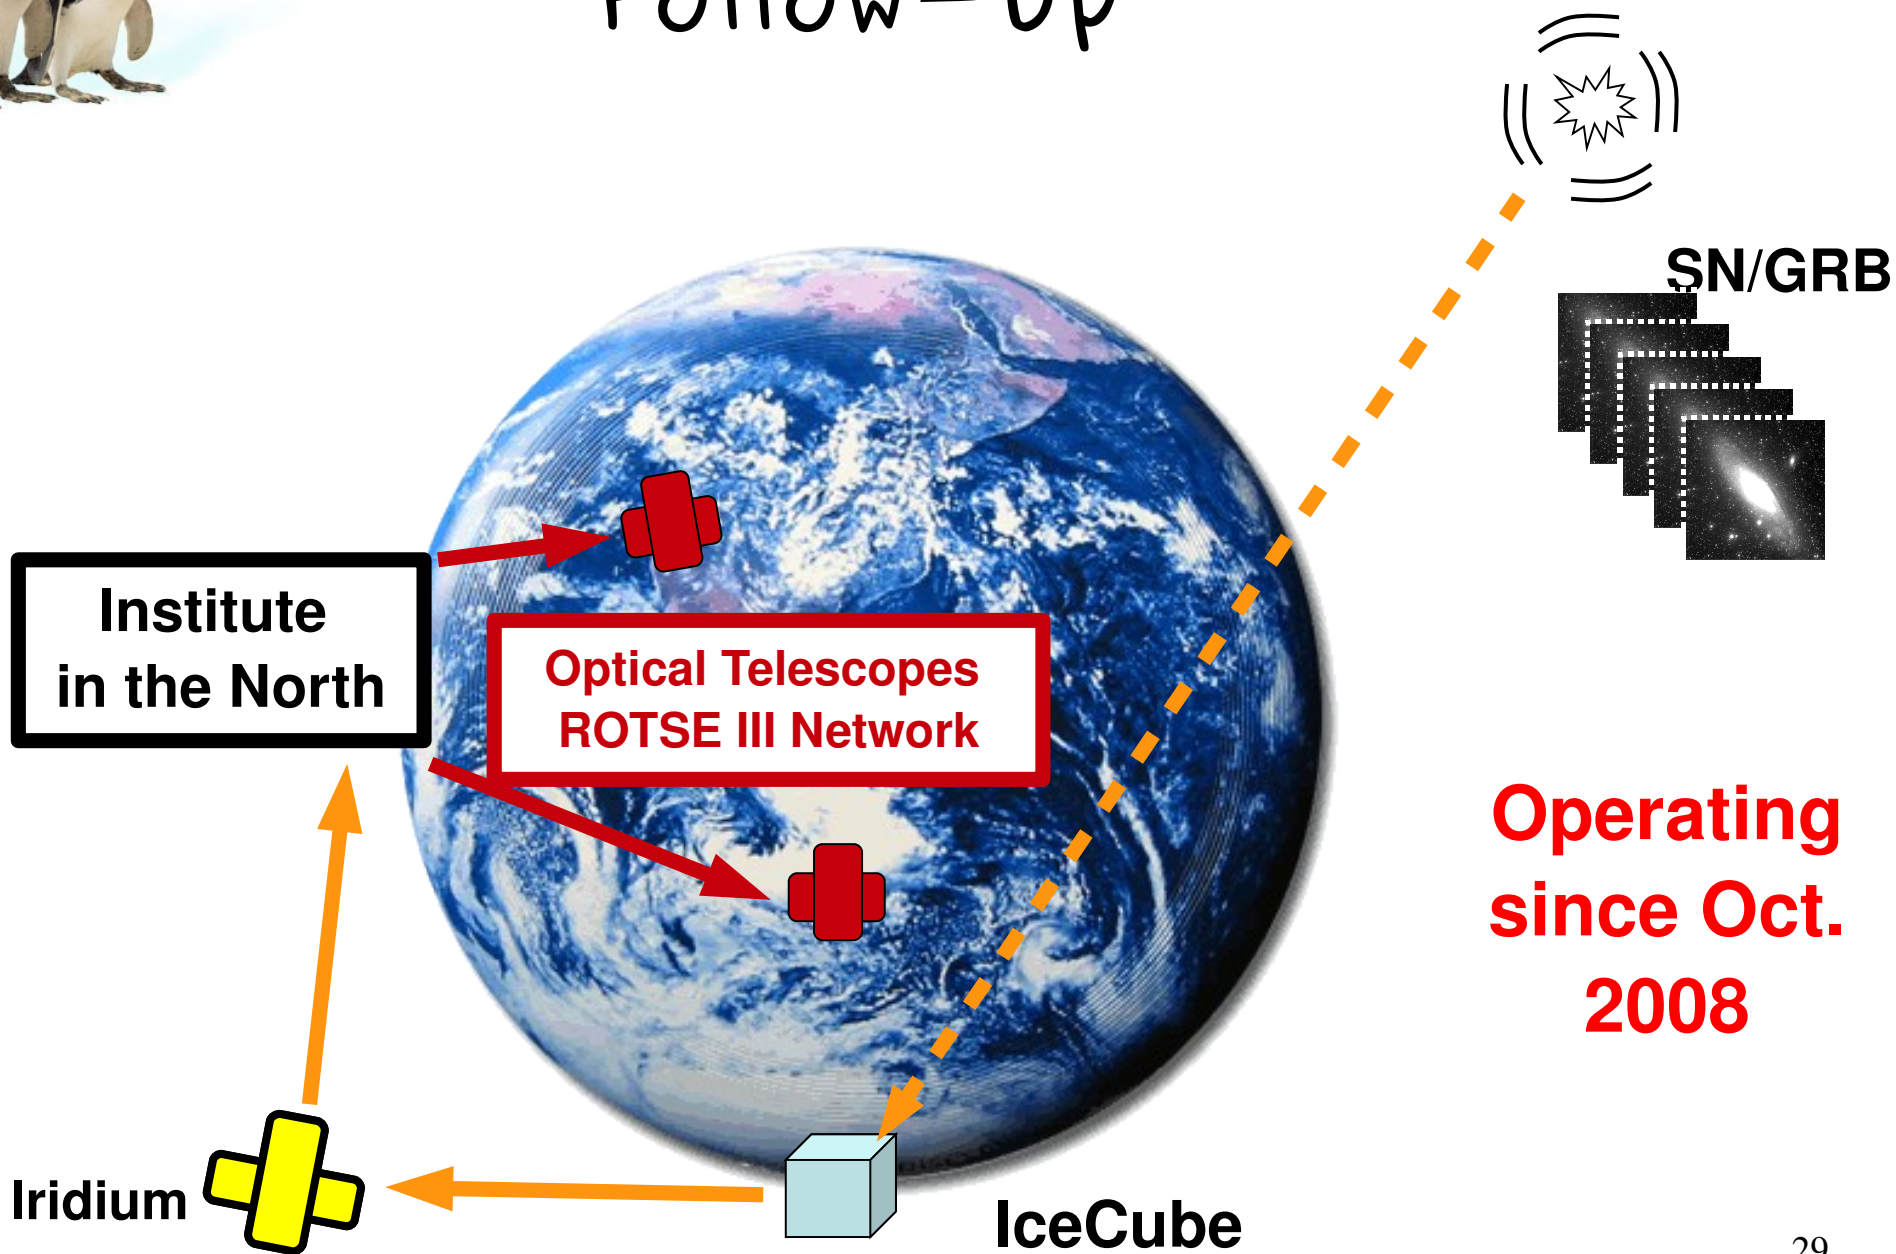 Follow-Up
SN/GRB
Institute
in the North
Optical Telescopes
ROTSE III Network
Operating
since Oct.
2008
Iridium
IceCube
29